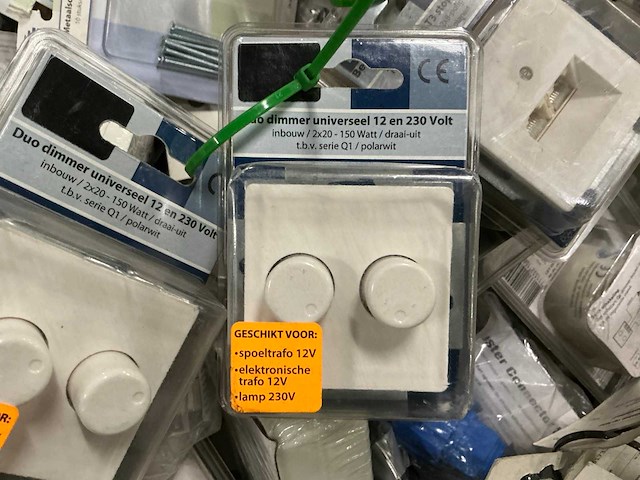 Duo dimmer universeel 12 en 230 Volt
inbouw / 2x20 - 150 Watt / draai-uit
t.b.v. serie Q1 / polarwit
CE
Duo dimmer universeel 12 en 230 Volt
inbouw / 2x20 - 150 Watt / draai-uit
t.b.v. serie Q1 / polarwit
GESCHIKT VOOR:
•spoeltrafo 12V
•elektronische
trafo 12V
•lamp 230V
R: